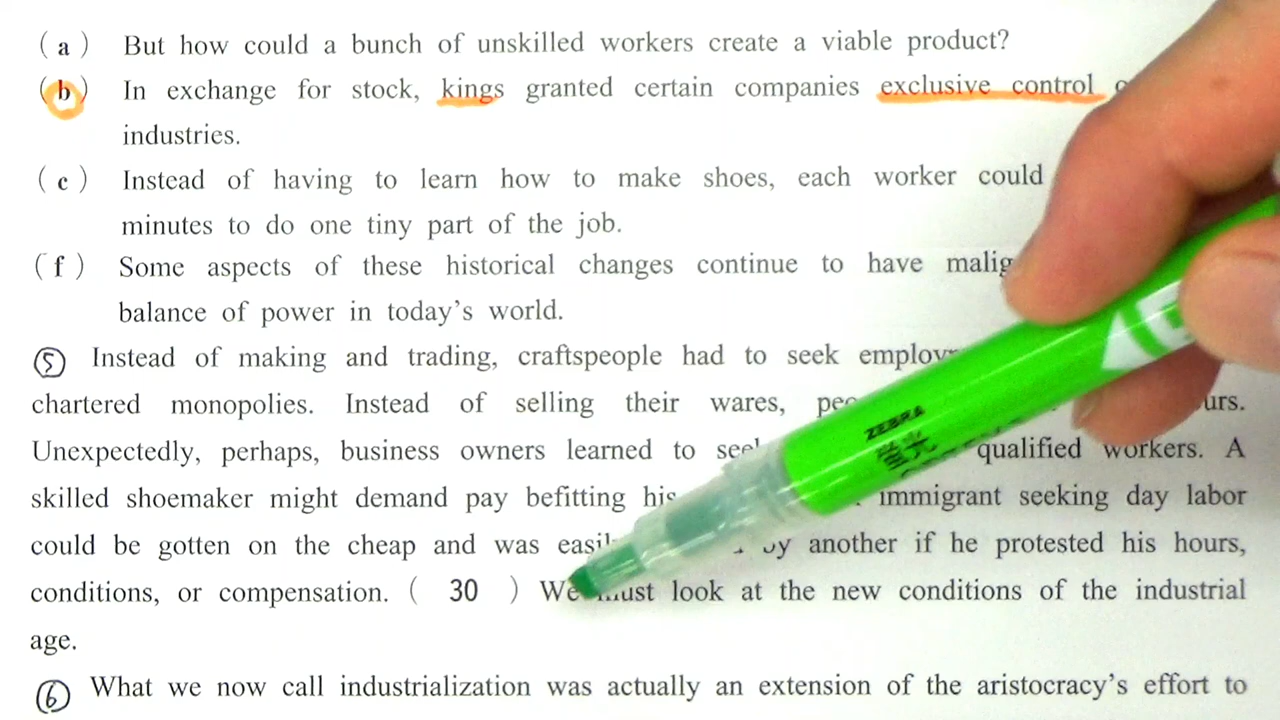 ( a ) But how could a bunch of unskilled workers create a viable product?
( b ) In exchange for stock, kings granted certain companies exclusive control
industries.
( c ) Instead of having to learn how to make shoes, each worker could
minutes to do one tiny part of the job.
( f ) Some aspects of these historical changes continue to have
balance of power in today's world.
⑤ Instead of making and trading, craftspeople had to seek
chartered monopolies. Instead of selling their wares,
Unexpectedly, perhaps, business owners learned to qualified workers. A
skilled shoemaker might demand pay befitting his immigrant seeking day labor
could be gotten on the cheap and was by another if he protested his hours,
conditions, or compensation. ( 30 ) We must look at the new conditions of the industrial
age.
⑥ What we now call industrialization was actually an extension of the aristocracy's effort to
ZEBRA